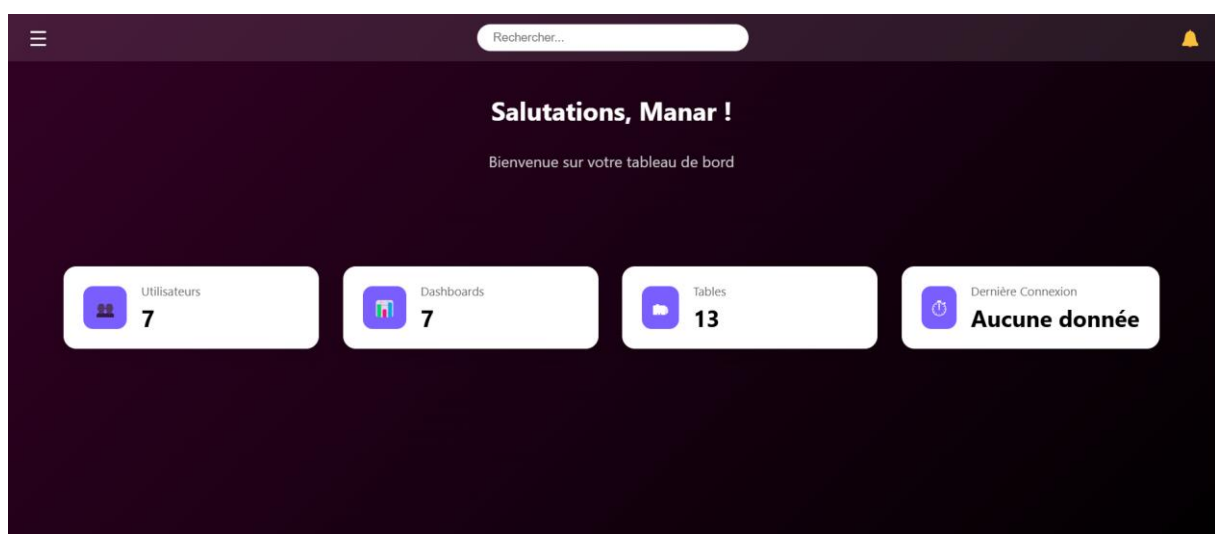 Rechercher...
Salutations, Manar !
Bienvenue sur votre tableau de bord
Utilisateurs
7
Dashboards
7
Tables
13
Dernière Connexion
Aucune donnée